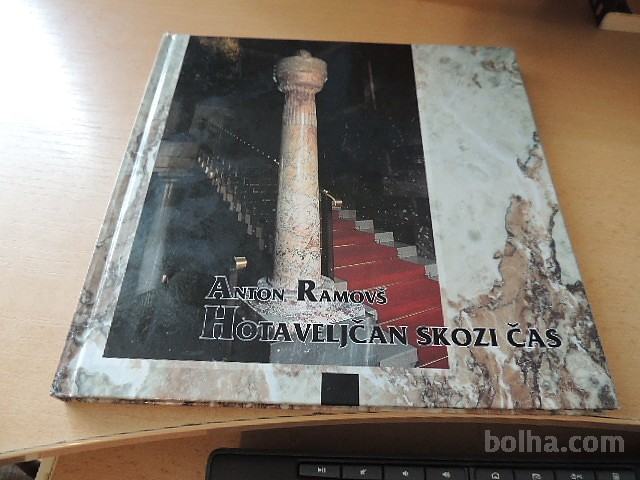 ANTON RAMOVŠ
HOTAVELJČAN SKOZI ČAS
bolha.com